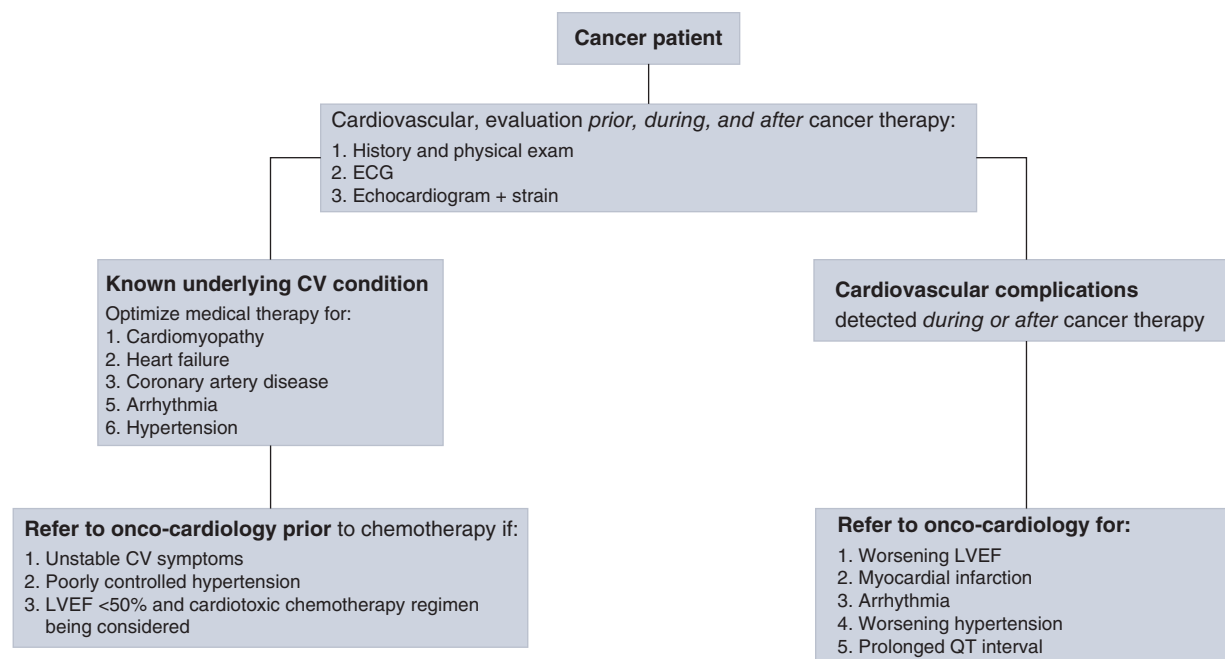 Cancer patient
Cardiovascular, evaluation prior, during, and after cancer therapy:
1. History and physical exam
2. ECG
3. Echocardiogram + strain
Known underlying CV condition
Optimize medical therapy for:
1. Cardiomyopathy
2. Heart failure
3. Coronary artery disease
5. Arrhythmia
6. Hypertension
Refer to onco-cardiology prior to chemotherapy if:
1. Unstable CV symptoms
2. Poorly controlled hypertension
3. LVEF <50% and cardiotoxic chemotherapy regimen
being considered
Cardiovascular complications
detected during or after cancer therapy
Refer to onco-cardiology for:
1. Worsening LVEF
2. Myocardial infarction
3. Arrhythmia
4. Worsening hypertension
5. Prolonged QT interval